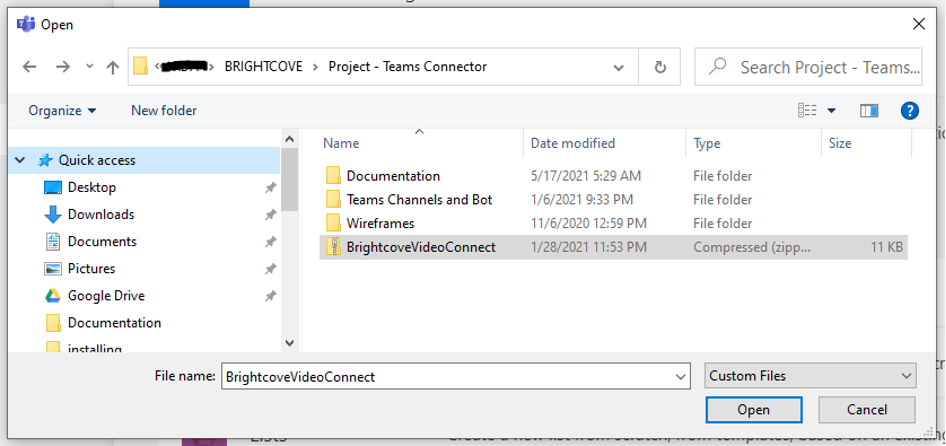 Open
BRIGHTCOVE > Project - Teams Connector
Search Project - Teams...
Organize
New folder
Name
Date modified
Type
Size
Quick access
Desktop
Downloads
Documents
Pictures
Google Drive
Documentation
installing
Documentation 5/17/2021 5:29 AM File folder
Teams Channels and Bot 1/6/2021 9:33 PM File folder
Wireframes 11/6/2020 12:59 PM File folder
BrightcoveVideoConnect 1/28/2021 11:53 PM Compressed (zipp... 11 KB
File name: BrightcoveVideoConnect
Custom Files
Open
Cancel